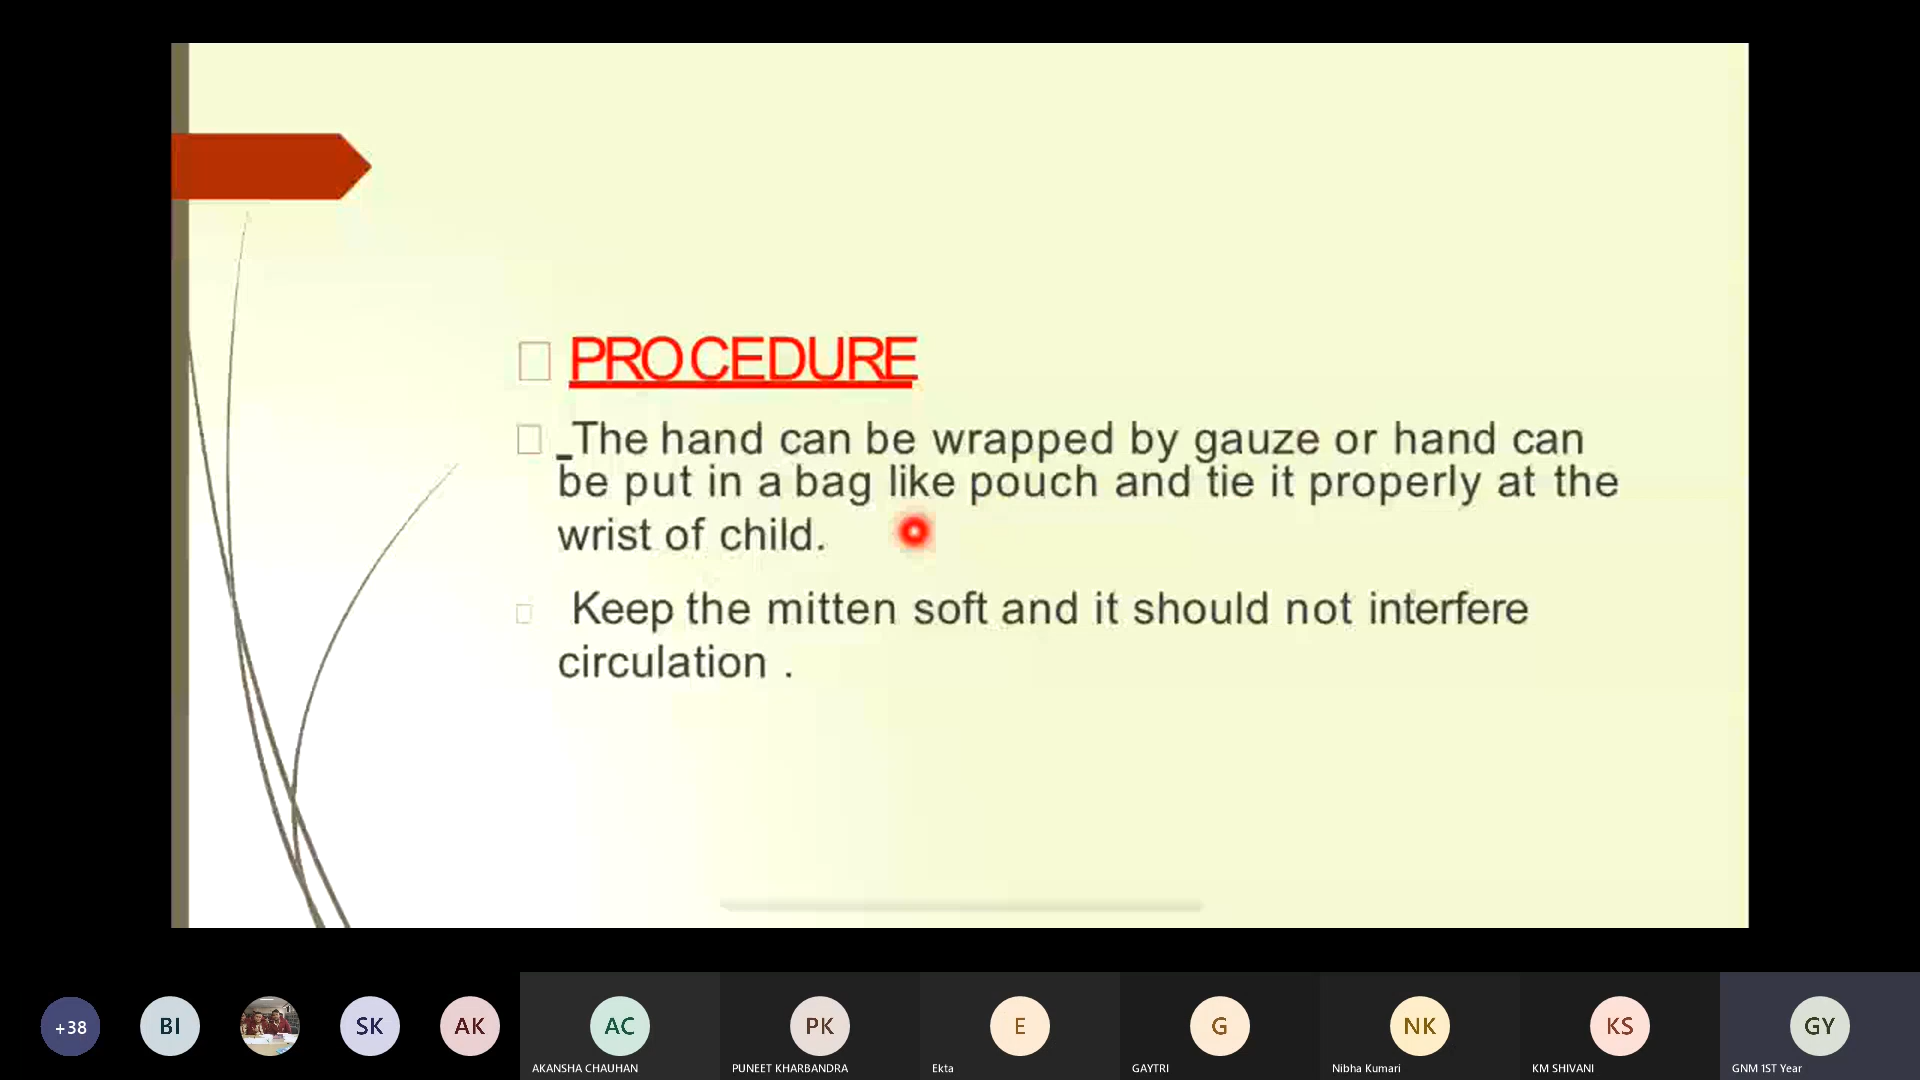 PROCEDURE
The hand can be wrapped by gauze or hand can
be put in a bag like pouch and tie it properly at the
wrist of child.
Keep the mitten soft and it should not interfere
circulation .
+38
BI
SK
AK
AC
PK
E
G
NK
KS
GY
AKANSHA CHAUHAN
PUNEET KHARBANDRA
Ekta
GAYTRI
Nibha Kumari
KM SHIVANI
GNM 1ST Year